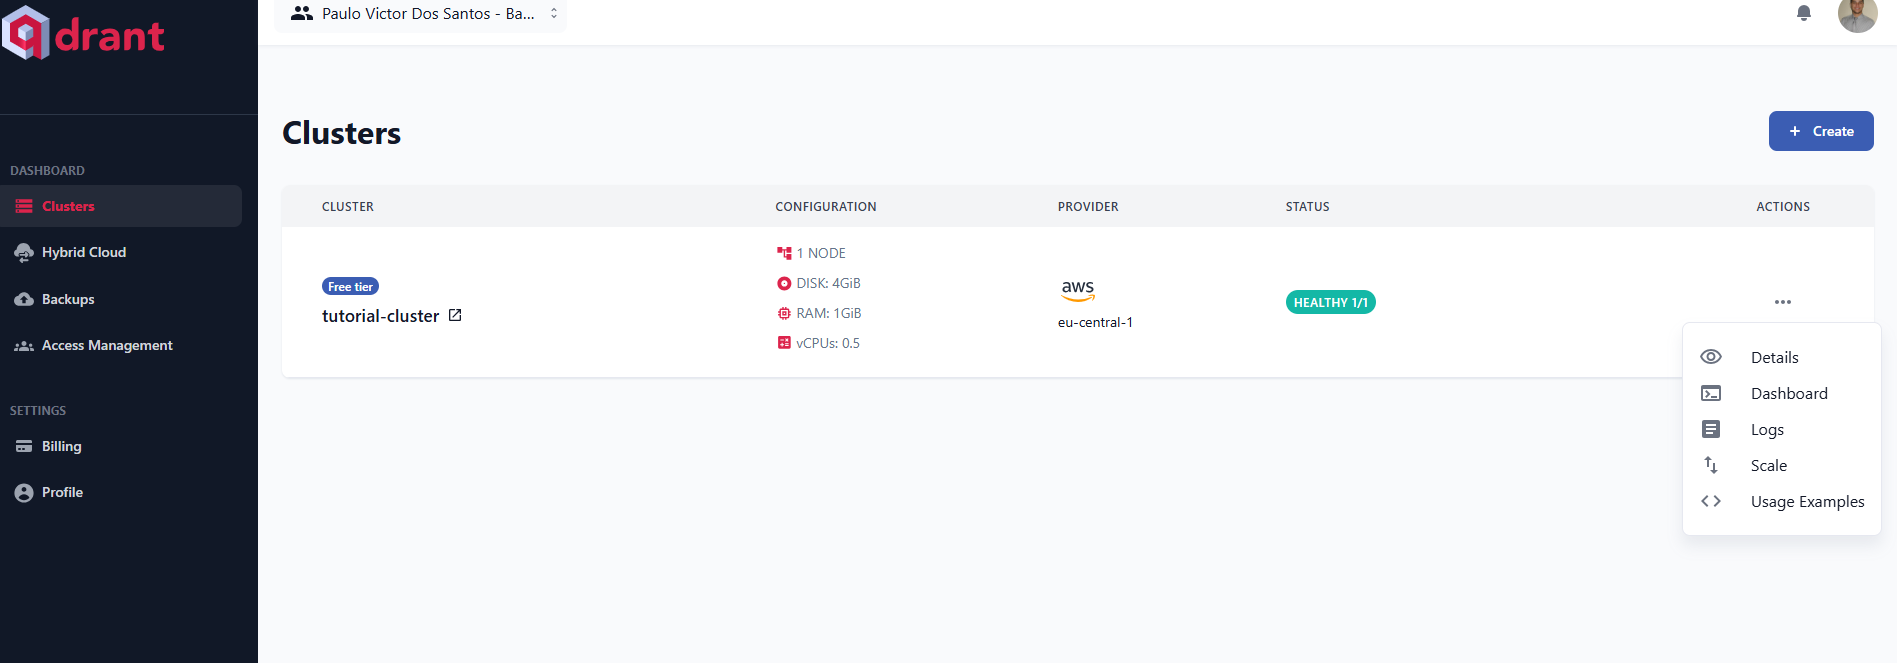 qdrant
Paulo Victor Dos Santos - Ba...
Clusters
+ Create
DASHBOARD
Clusters
Hybrid Cloud
Backups
Access Management
SETTINGS
Billing
Profile
CLUSTER CONFIGURATION PROVIDER STATUS ACTIONS
Free tier
tutorial-cluster
1 NODE
DISK: 4GiB
RAM: 1GiB
vCPUs: 0.5
aws
eu-central-1
HEALTHY 1/1
Details
Dashboard
Logs
Scale
Usage Examples